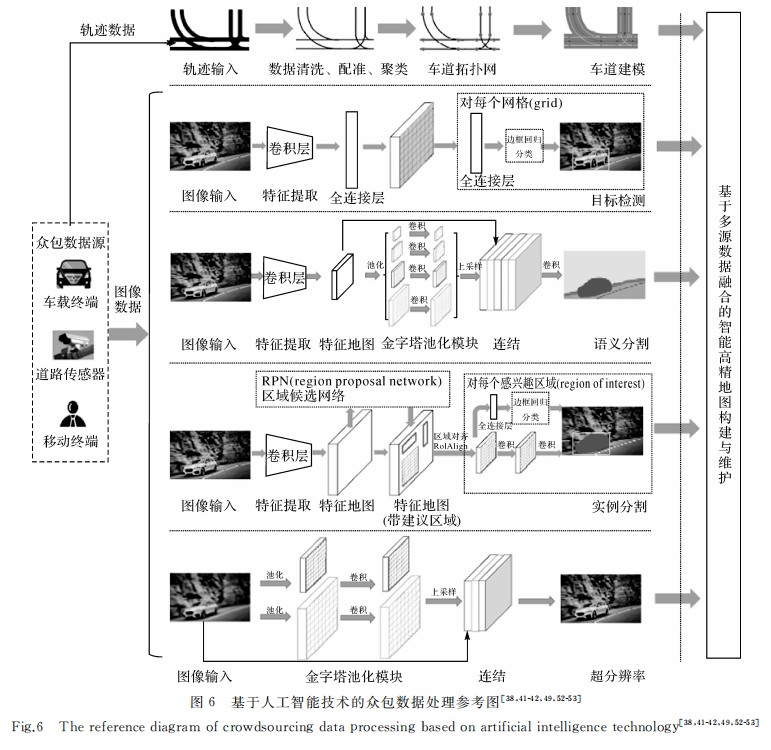 轨迹数据
轨迹输入
数据清洗、配准、聚类
车道拓扑网
车道建模
众包数据源
车载终端
道路传感器
移动终端
图像
数据
卷积层
对每个网格(grid)
边框回归
分类
全连接层
图像输入
特征提取
全连接层
目标检测
卷积层
池化
卷积
卷积
卷积
卷积
上采样
卷积
图像输入
特征提取
特征地图
金字塔池化模块
连结
语义分割
RPN(region proposal network)
区域候选网络
对每个感兴趣区域(region of interest)
卷积层
区域对齐
RoIAlign
全连接层
边框回归
分类
卷积
卷积
图像输入
特征提取
特征地图
特征地图
(带建议区域)
实例分割
池化
卷积
池化
卷积
上采样
图像输入
金字塔池化模块
连结
超分辨率
基于多源数据融合的智能高精地图构建与维护
图 6 基于人工智能技术的众包数据处理参考图[38,41-42,49,52-53]
Fig.6 The reference diagram of crowdsourcing data processing based on artificial intelligence technology[38,41-42,49,52-53]